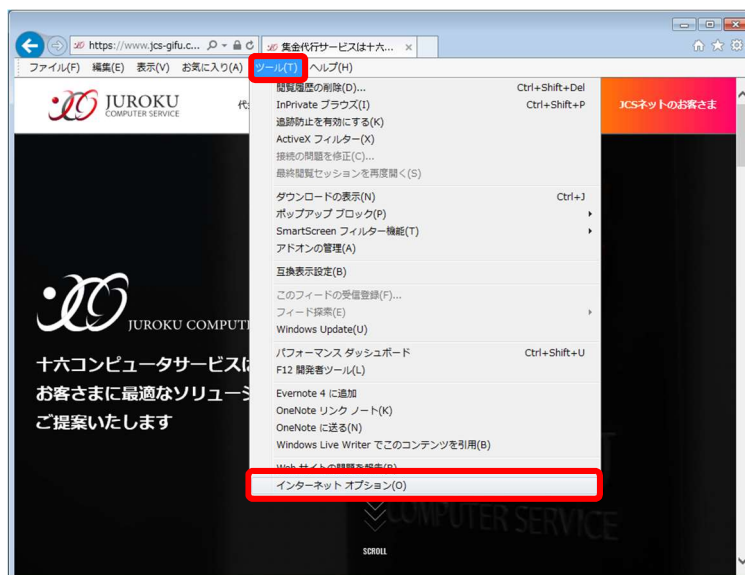 https://www.jcs-gifu.c...
集金代行サービスは十六...
ファイル(F) 編集(E) 表示(V) お気に入り(A) ツール(T) ヘルプ(H)
JUROKU
COMPUTER SERVICE
JCSネットのお客さま
閲覧履歴の削除(D)... Ctrl+Shift+Del
InPrivate ブラウズ(I) Ctrl+Shift+P
追跡防止を有効にする(K)
ActiveX フィルター(X)
接続の問題を修正(C)...
最終閲覧セッションを再度開く(S)
ダウンロードの表示(N) Ctrl+J
ポップアップ ブロック(P)
SmartScreen フィルター機能(T)
アドオンの管理(A)
互換表示設定(B)
このフィードの受信登録(F)...
フィード探索(E)
Windows Update(U)
パフォーマンス ダッシュボード Ctrl+Shift+U
F12 開発者ツール(L)
Evernote 4 に追加
OneNote リンク ノート(K)
OneNote に送る(N)
Windows Live Writer でこのコンテンツを引用(B)
Web サイトの問題を報告(R)
インターネット オプション(O)
JUROKU COMPUT
十六コンピュータサービスは
お客さまに最適なソリューシ
ご提案いたします
COMPUTER SERVICE
SCROLL